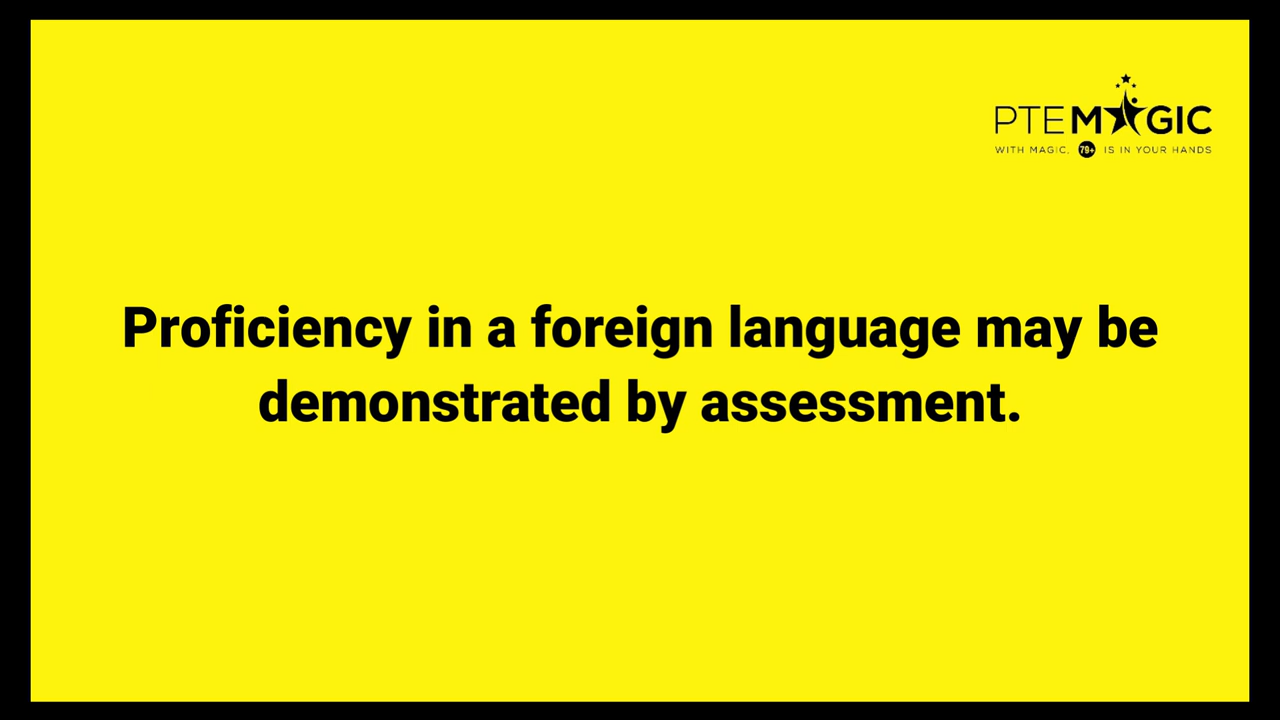 PTEMAGIC
WITH MAGIC, 79+ IS IN YOUR HANDS
Proficiency in a foreign language may be
demonstrated by assessment.